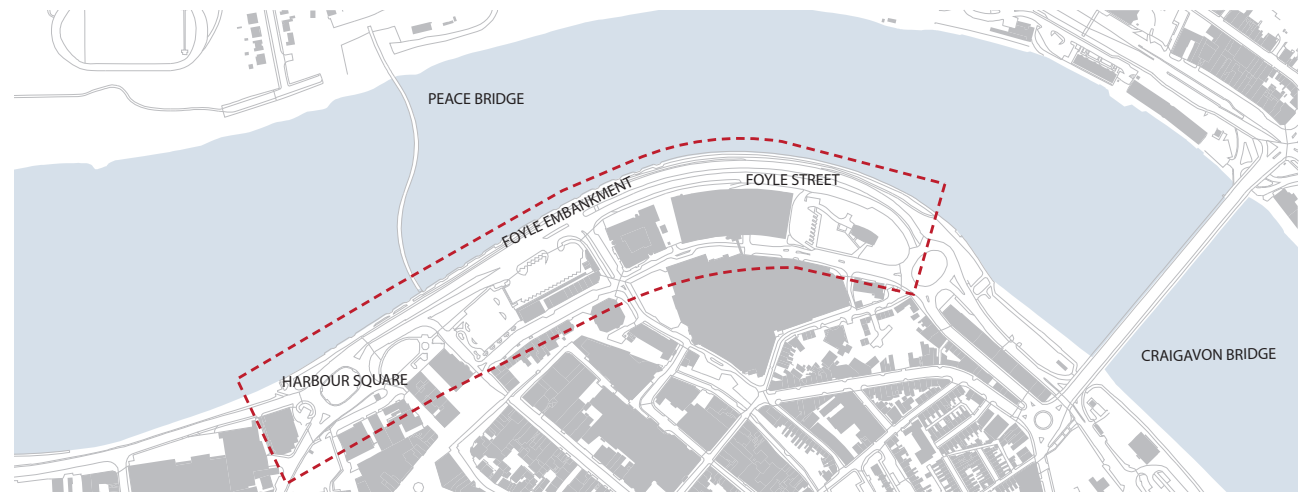 PEACE BRIDGE
FOYLE STREET
FOYLE EMBANKMENT
CRAIGAVON BRIDGE
HARBOUR SQUARE